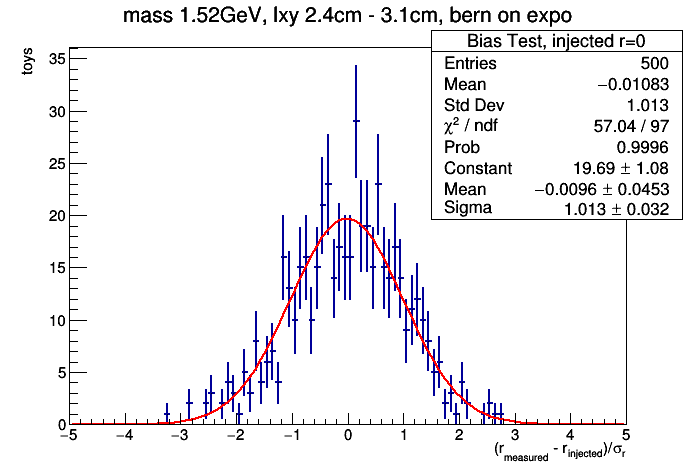 mass 1.52GeV, lxy 2.4cm - 3.1cm, bern on expo
Bias Test, injected r=0
Entries 500
Mean −0.01083
Std Dev 1.013
χ² / ndf 57.04 / 97
Prob 0.9996
Constant 19.69 ± 1.08
Mean −0.0096 ± 0.0453
Sigma 1.013 ± 0.032
toys
35
30
25
20
15
10
5
0
−5 −4 −3 −2 −1 0 1 2 3 4 5
(r_measured - r_injected)/σ_r